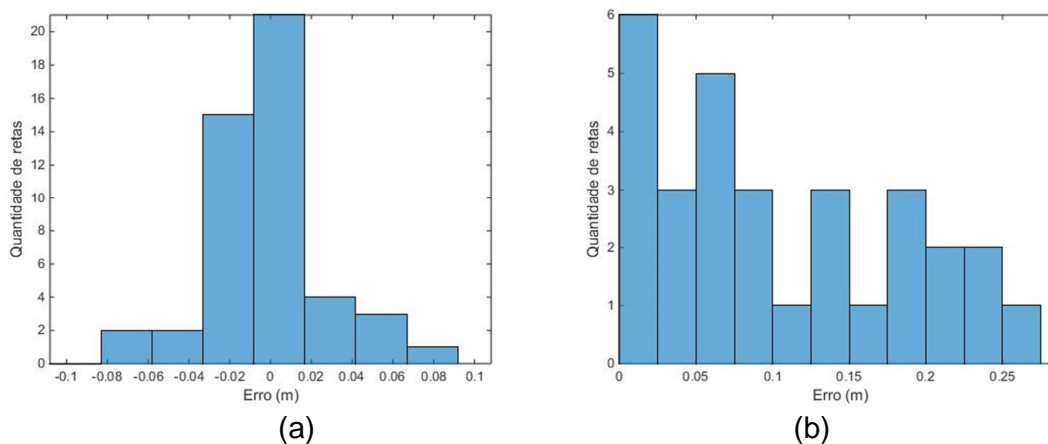 20
18
16
14
12
10
8
6
4
2
0
Quantidade de retas
-0.1 -0.08 -0.06 -0.04 -0.02 0 0.02 0.04 0.06 0.08 0.1
Erro (m)
(a)
6
5
4
3
2
1
0
Quantidade de retas
0 0.05 0.1 0.15 0.2 0.25
Erro (m)
(b)